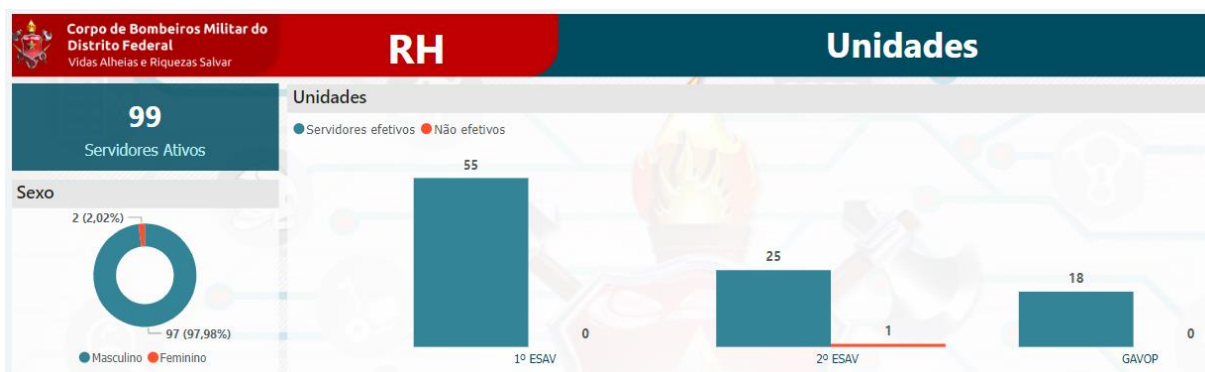 Corpo de Bombeiros Militar do
Distrito Federal
Vidas Alheias e Riquezas Salvar
RH
Unidades
99
Servidores Ativos
Sexo
2 (2,02%)
97 (97,98%)
Masculino Feminino
Unidades
Servidores efetivos Não efetivos
55
0
1º ESAV
25
1
2º ESAV
18
0
GAVOP